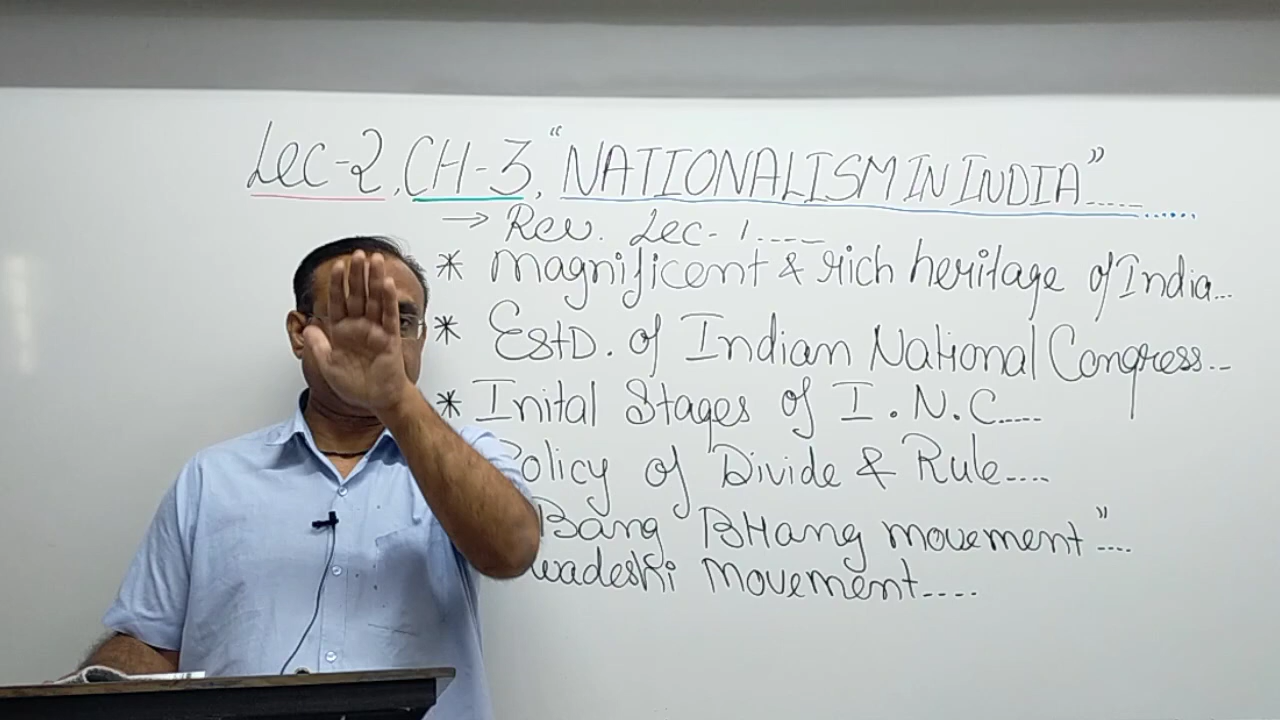 Lec-2, CH-3, "NATIONALISM IN INDIA".....
→ Rev. Lec-1.....
* Magnificent & rich heritage of India...
* EstD. of Indian National Congress...
* Inital Stages of I.N.C.....
Policy of Divide & Rule....
Bang BHang movement"....
wadeshi Movement....